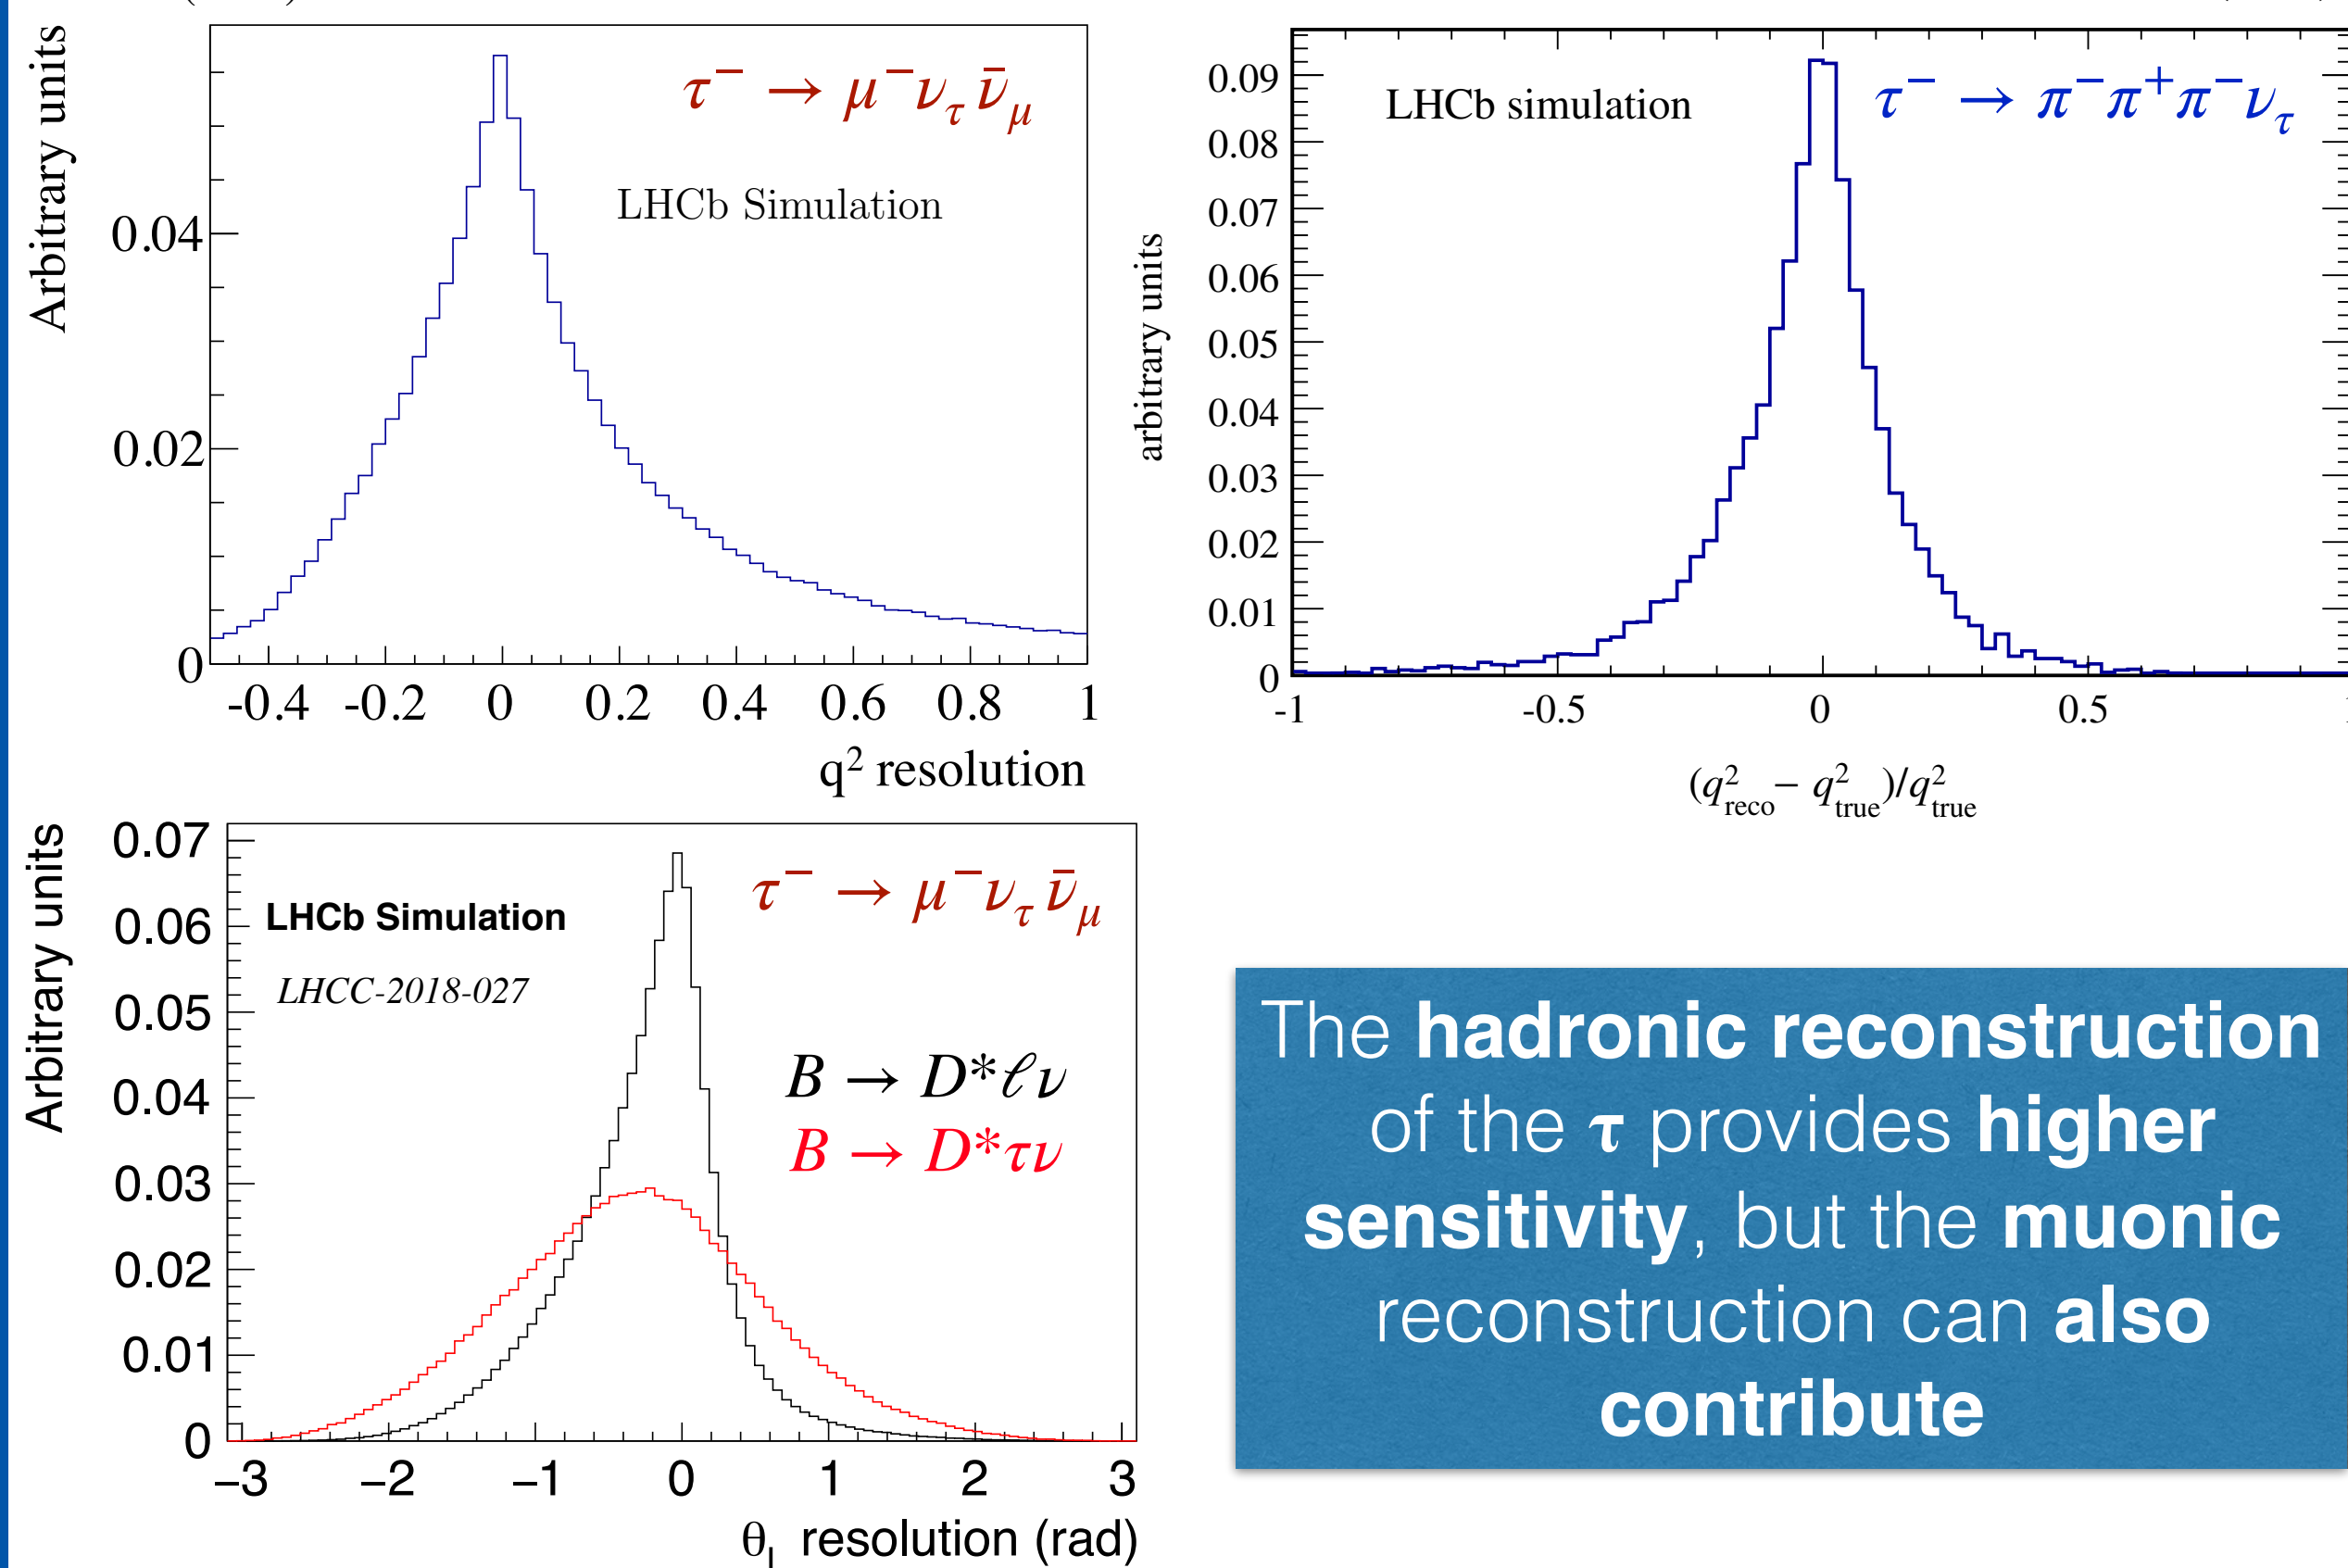 Arbitrary units
τ⁻ → μ⁻ν_τ ν̄_μ
LHCb Simulation
0.04
0.02
0
-0.4 -0.2 0 0.2 0.4 0.6 0.8 1
q² resolution
arbitrary units
LHCb simulation
τ⁻ → π⁻π⁺π⁻ν_τ
0.09
0.08
0.07
0.06
0.05
0.04
0.03
0.02
0.01
0
-1 -0.5 0 0.5
(q²_reco − q²_true)/q²_true
Arbitrary units
0.07
0.06
0.05
0.04
0.03
0.02
0.01
0
τ⁻ → μ⁻ν_τ ν̄_μ
LHCb Simulation
LHCC-2018-027
B → D*ℓν
B → D*τν
−3 −2 −1 0 1 2 3
θ_l resolution (rad)
The hadronic reconstruction
of the τ provides higher
sensitivity, but the muonic
reconstruction can also
contribute